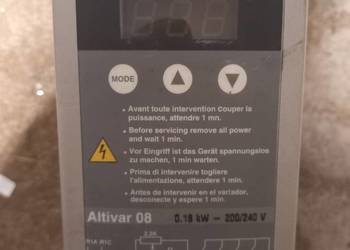 MODE
• Avant toute intervention Couper la
puissance, attendre 1 mn.
• Before servicing remove all power
and wait 1 min.
• Vor Eingriff ist das Gerät spannungslos
zu machen, 1 min warten.
• Prima di intervenire togliere
l'alimentazione, attendere 1 min.
• Antes de intervenir en el variador,
desconecte y espere 1 min.
Altivar 08 0.18 kW – 200/240 V
R1A R1C